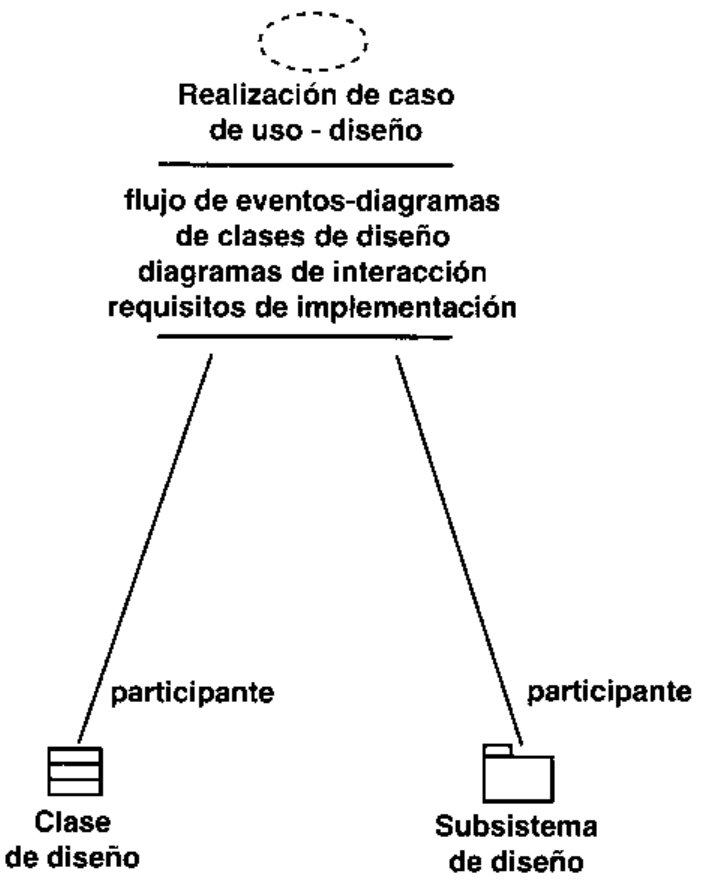 Realización de caso
de uso - diseño
flujo de eventos-diagramas
de clases de diseño
diagramas de interacción
requisitos de implementación
participante
participante
Clase
de diseño
Subsistema
de diseño